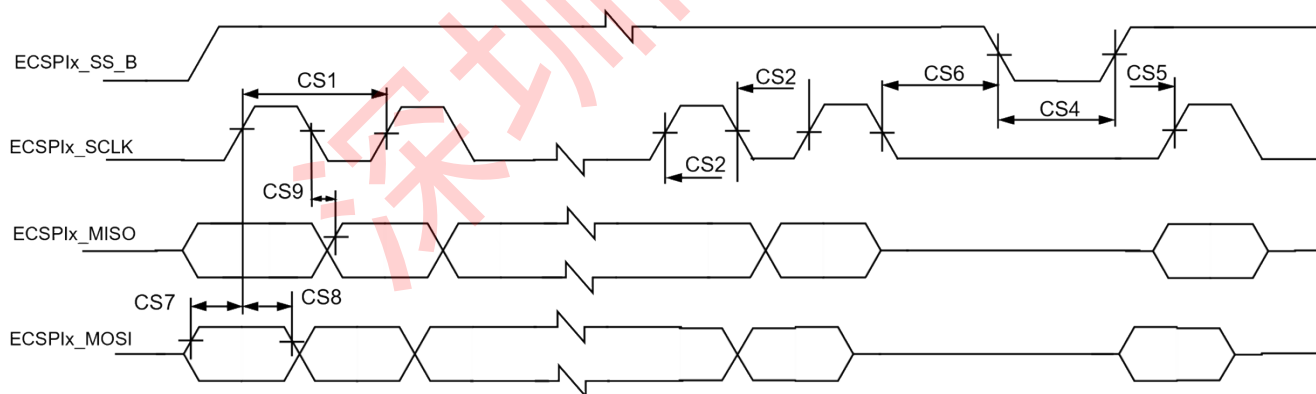 ECSPIx_SS_B
CS1
CS2
CS6
CS5
CS4
ECSPIx_SCLK
CS2
CS9
ECSPIx_MISO
CS7
CS8
ECSPIx_MOSI
深圳